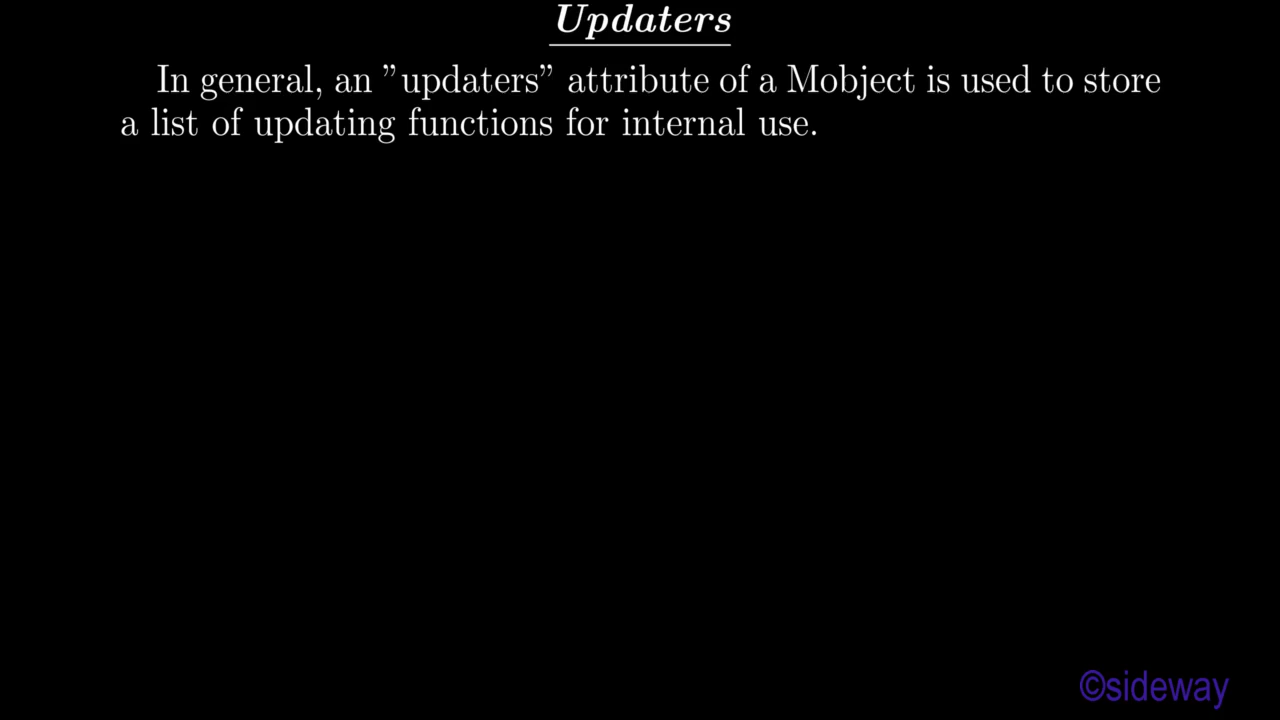 Updaters
In general, an ”updaters” attribute of a Mobject is used to store
a list of updating functions for internal use.
©sideway